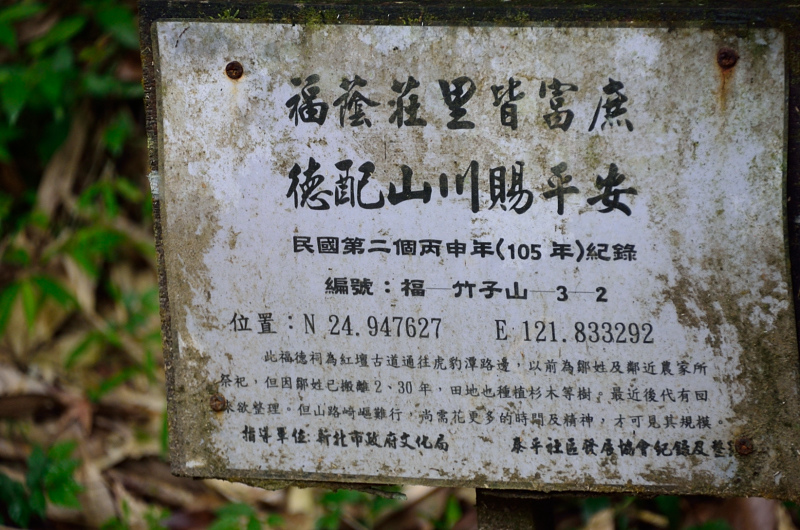 福蔭莊里皆富庶
德配山川賜平安
民國第二個丙申年(105 年)紀錄
編號：福─竹子山─3─2
位置：N 24.947627 E 121.833292
此福德祠為紅壇古道通往虎豹潭路邊，以前為鄒姓及鄰近農家所
祭祀，但因鄒姓已搬離2、30年，田地也種植杉木等樹。最近後代有回
來欲整理。但山路崎嶇難行，尚需花更多的時間及精神，才可見其規模。
指導單位：新北市政府文化局 泰平社區發展協會紀錄及整